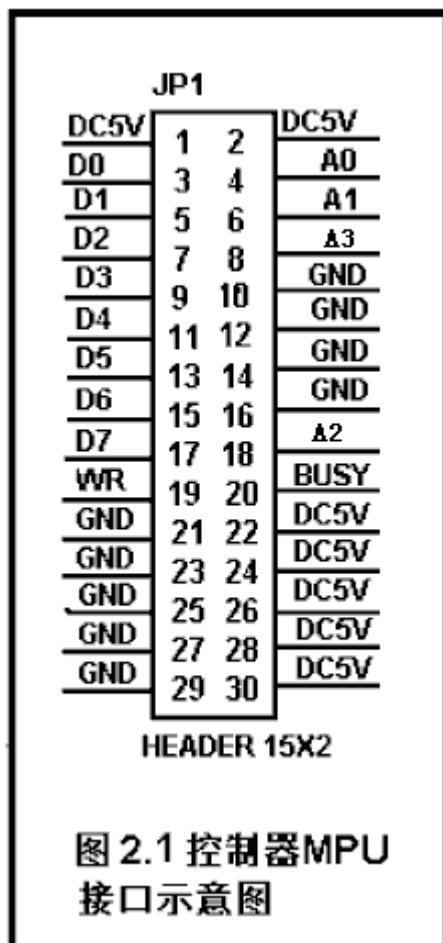 JP1
DC5V 1 2 DC5V
D0 3 4 A0
D1 5 6 A1
D2 7 8 A3
D3 9 10 GND
D4 11 12 GND
D5 13 14 GND
D6 15 16 GND
D7 17 18 A2
WR 19 20 BUSY
GND 21 22 DC5V
GND 23 24 DC5V
GND 25 26 DC5V
GND 27 28 DC5V
GND 29 30 DC5V
HEADER 15X2
图 2.1 控制器MPU
接口示意图